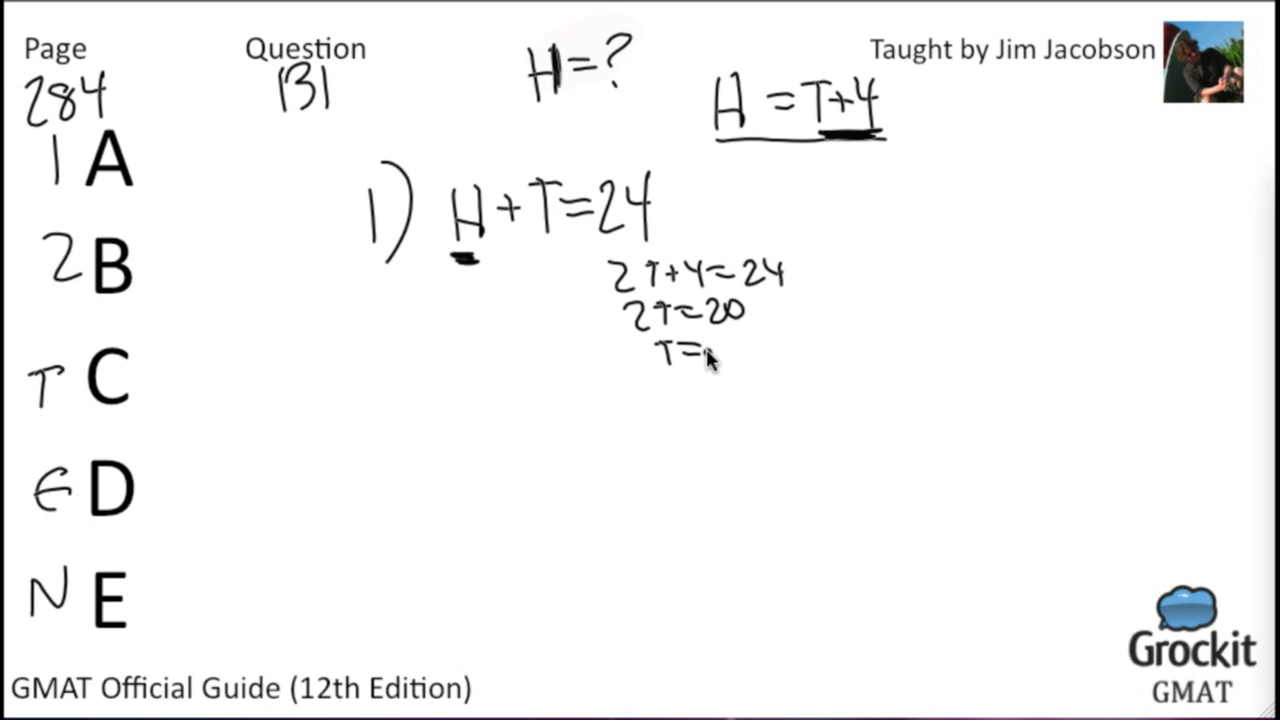 Page
Question
H=?
Taught by Jim Jacobson
284
131
H = T+4
1 A
1) H+T=24
2 B
2T+4=24
2T=20
T=
T C
E D
N E
Grockit
GMAT
GMAT Official Guide (12th Edition)